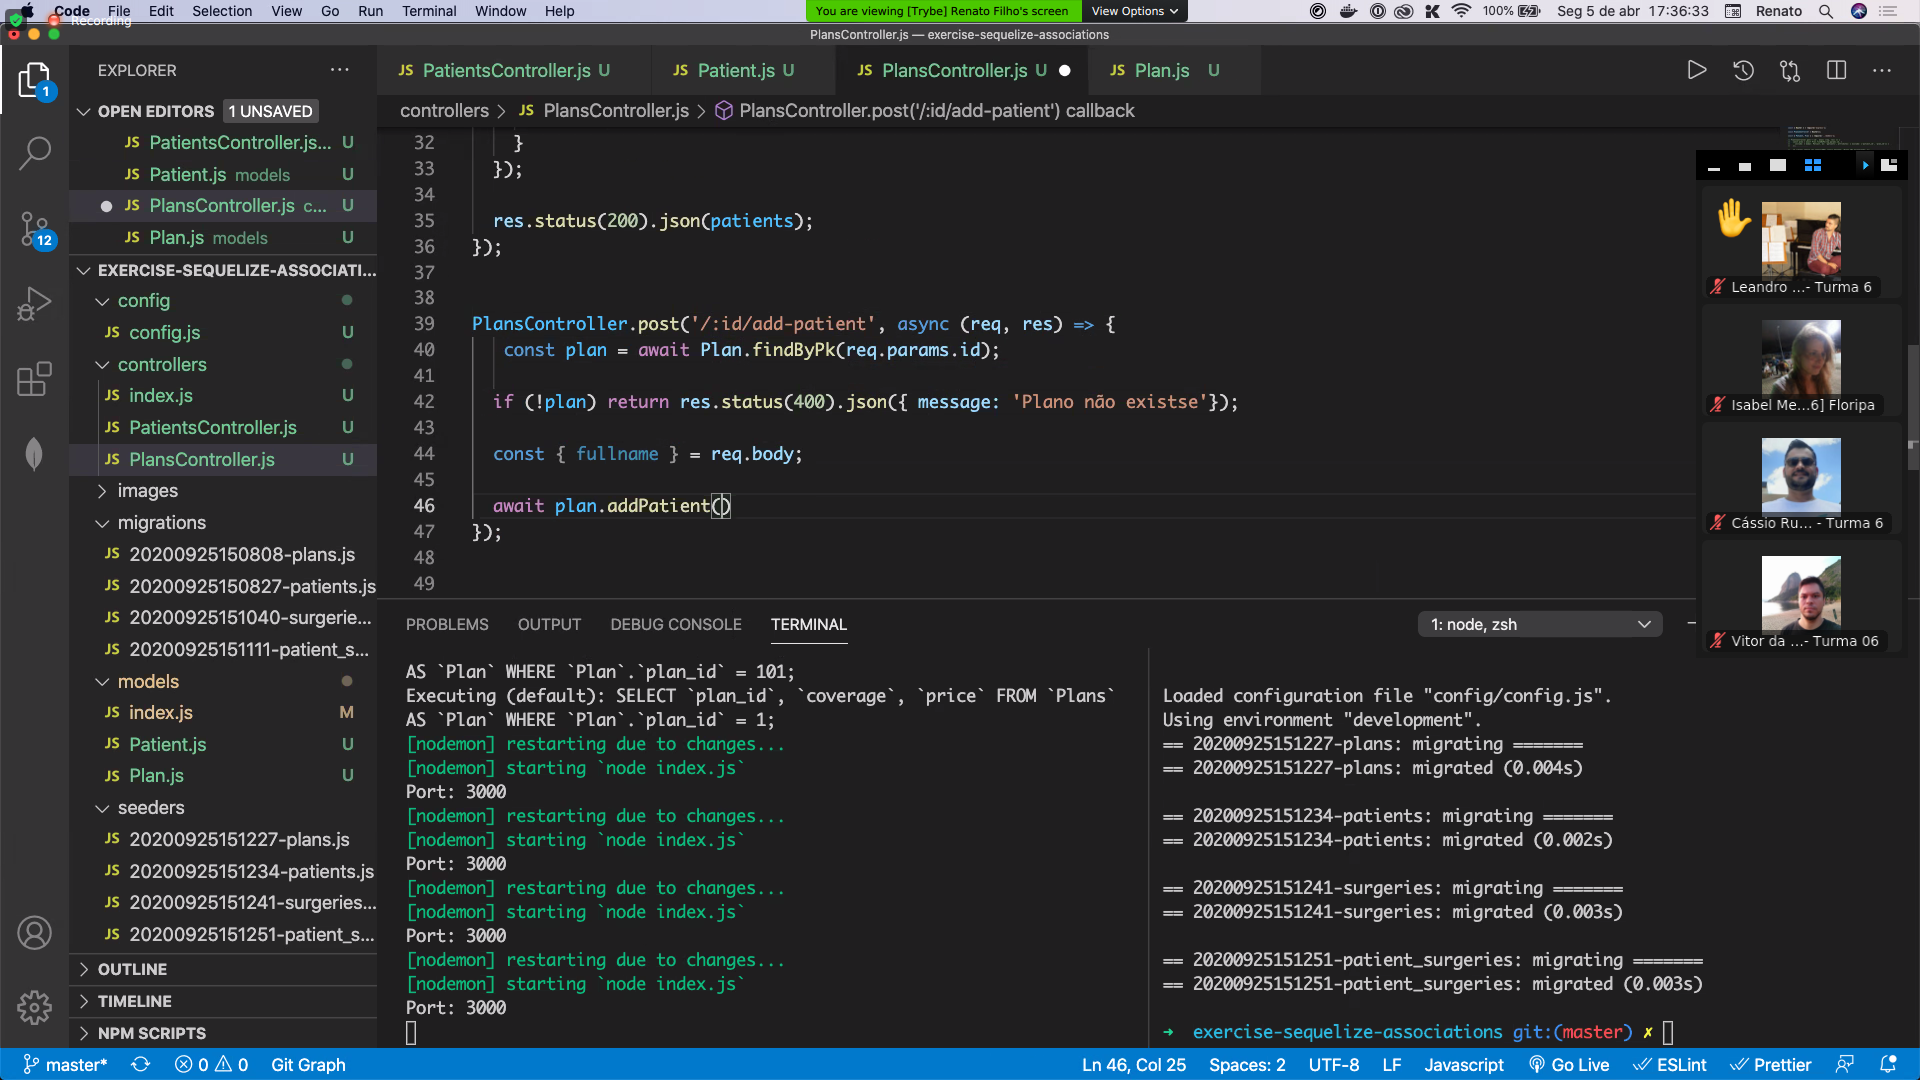 Code File Edit Selection View Go Run Terminal Window Help
Recording
You are viewing [Trybe] Renato Filho's screen View Options
100% Seg 5 de abr 17:36:33 Renato
PlansController.js — exercise-sequelize-associations
EXPLORER
OPEN EDITORS 1 UNSAVED
JS PatientsController.js... U
JS Patient.js models U
JS PlansController.js c... U
JS Plan.js models U
EXERCISE-SEQUELIZE-ASSOCIATI...
config
JS config.js U
controllers
JS index.js U
JS PatientsController.js U
JS PlansController.js U
images
migrations
JS 20200925150808-plans.js
JS 20200925150827-patients.js
JS 20200925151040-surgerie...
JS 20200925151111-patient_s...
models
JS index.js M
JS Patient.js U
JS Plan.js U
seeders
JS 20200925151227-plans.js
JS 20200925151234-patients.js
JS 20200925151241-surgeries...
JS 20200925151251-patient_s...
OUTLINE
TIMELINE
NPM SCRIPTS
1
12
JS PatientsController.js U JS Patient.js U JS PlansController.js U JS Plan.js U
controllers > JS PlansController.js > PlansController.post('/:id/add-patient') callback
32 }
33 });
34
35 res.status(200).json(patients);
36 });
37
38
39 PlansController.post('/:id/add-patient', async (req, res) => {
40 const plan = await Plan.findByPk(req.params.id);
41
42 if (!plan) return res.status(400).json({ message: 'Plano não existse'});
43
44 const { fullname } = req.body;
45
46 await plan.addPatient()
47 });
48
49
Leandro ...- Turma 6
Isabel Me...6] Floripa
Cássio Ru... - Turma 6
Vitor da ...- Turma 06
PROBLEMS OUTPUT DEBUG CONSOLE TERMINAL 1: node, zsh
AS `Plan` WHERE `Plan`.`plan_id` = 101;
Executing (default): SELECT `plan_id`, `coverage`, `price` FROM `Plans`
AS `Plan` WHERE `Plan`.`plan_id` = 1;
[nodemon] restarting due to changes...
[nodemon] starting `node index.js`
Port: 3000
[nodemon] restarting due to changes...
[nodemon] starting `node index.js`
Port: 3000
[nodemon] restarting due to changes...
[nodemon] starting `node index.js`
Port: 3000
[nodemon] restarting due to changes...
[nodemon] starting `node index.js`
Port: 3000
Loaded configuration file "config/config.js".
Using environment "development".
== 20200925151227-plans: migrating =======
== 20200925151227-plans: migrated (0.004s)
== 20200925151234-patients: migrating =======
== 20200925151234-patients: migrated (0.002s)
== 20200925151241-surgeries: migrating =======
== 20200925151241-surgeries: migrated (0.003s)
== 20200925151251-patient_surgeries: migrating =======
== 20200925151251-patient_surgeries: migrated (0.003s)
➜ exercise-sequelize-associations git:(master) ✗
master* 0 0 Git Graph Ln 46, Col 25 Spaces: 2 UTF-8 LF Javascript Go Live ESLint Prettier